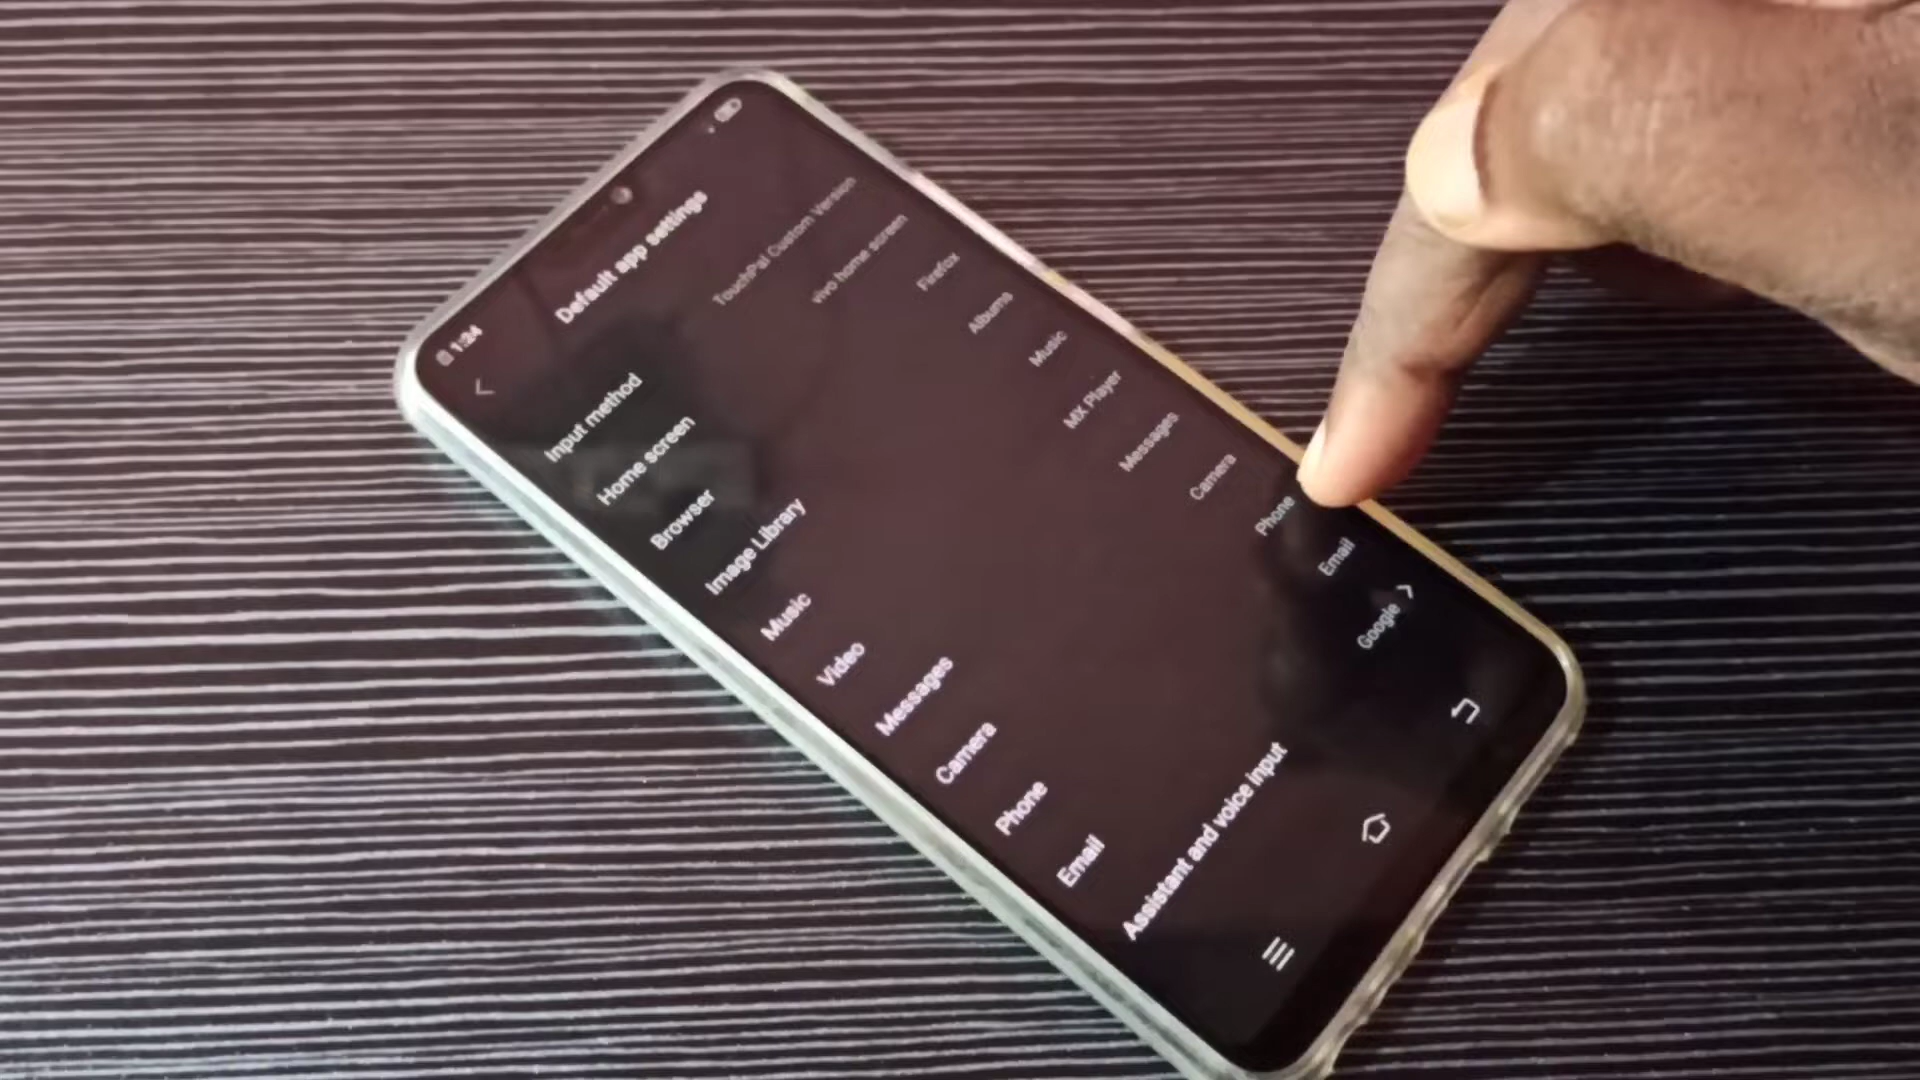 1:34
Default app settings
Input method TouchPal Custom Version
Home screen vivo home screen
Browser Firefox
Image Library Albums
Music Music
Video MX Player
Messages Messages
Camera Camera
Phone Phone
Email Email
Assistant and voice input Google